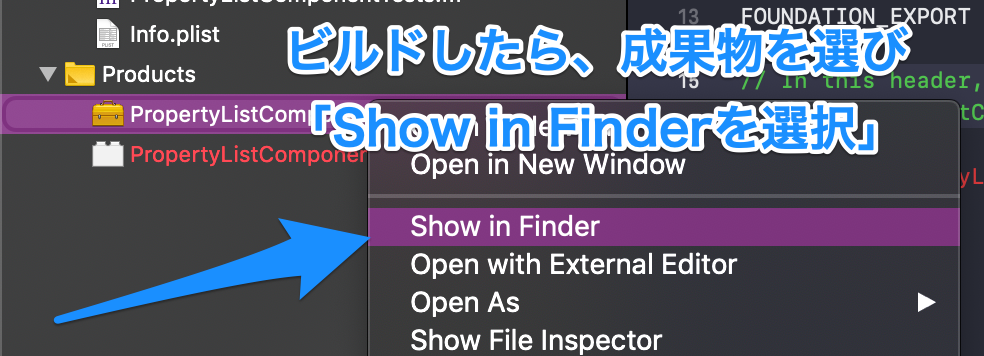 Info.plist
Products
PropertyListComp
PropertyListComponen
13
FOUNDATION_EXPORT
15
// In this header,
ビルドしたら、成果物を選び
「Show in Finderを選択」
Open in New Window
Show in Finder
Open with External Editor
Open As
Show File Inspector